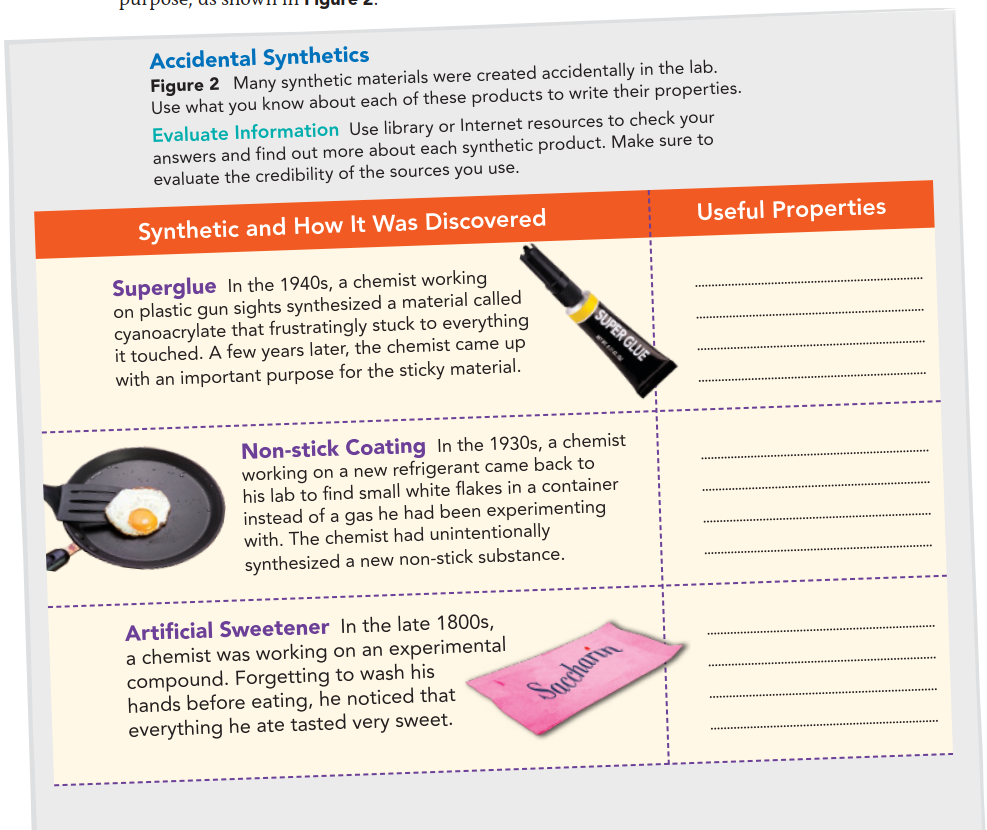 purpose, as shown in Figure 2.
Accidental Synthetics
Figure 2 Many synthetic materials were created accidentally in the lab.
Use what you know about each of these products to write their properties.
Evaluate Information Use library or Internet resources to check your
answers and find out more about each synthetic product. Make sure to
evaluate the credibility of the sources you use.
Synthetic and How It Was Discovered
Useful Properties
Superglue In the 1940s, a chemist working
on plastic gun sights synthesized a material called
cyanoacrylate that frustratingly stuck to everything
it touched. A few years later, the chemist came up
with an important purpose for the sticky material.
SUPER GLUE
Non-stick Coating In the 1930s, a chemist
working on a new refrigerant came back to
his lab to find small white flakes in a container
instead of a gas he had been experimenting
with. The chemist had unintentionally
synthesized a new non-stick substance.
Artificial Sweetener In the late 1800s,
a chemist was working on an experimental
compound. Forgetting to wash his
hands before eating, he noticed that
everything he ate tasted very sweet.
Saccharin